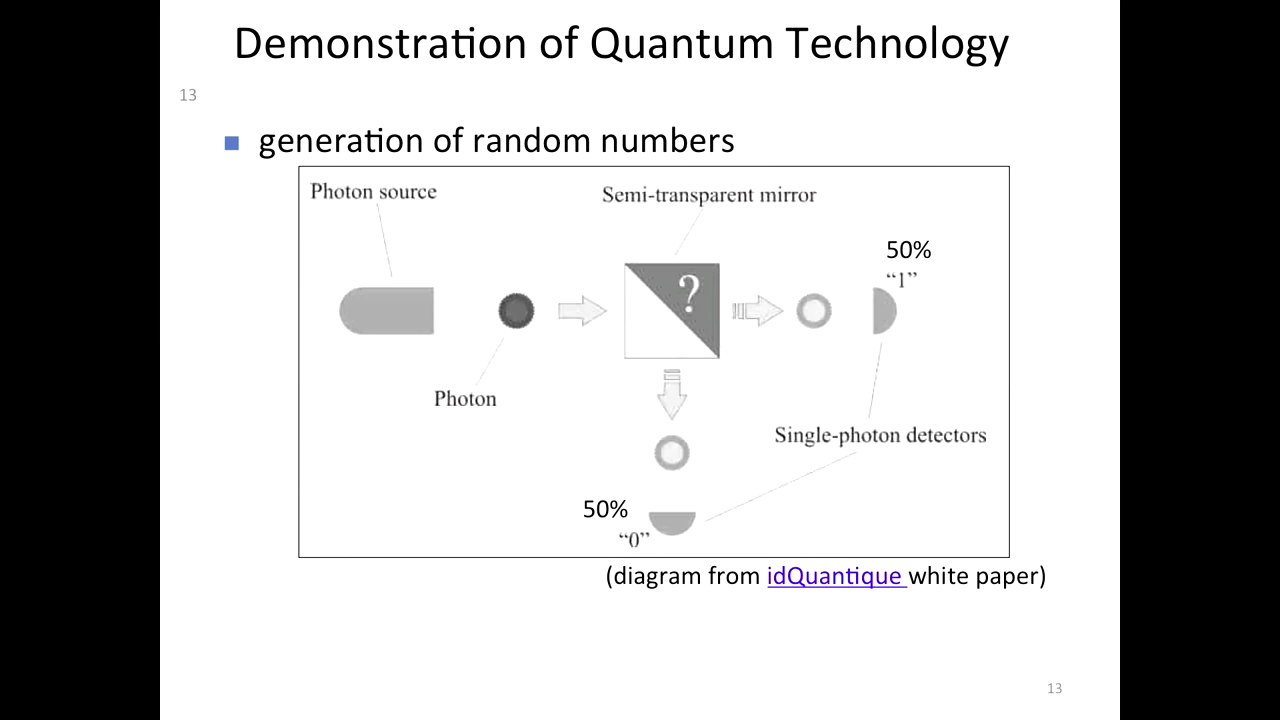 Demonstration of Quantum Technology
13
■ generation of random numbers
Photon source
Semi-transparent mirror
50%
“1”
?
Photon
Single-photon detectors
50%
“0”
(diagram from idQuantique white paper)
13